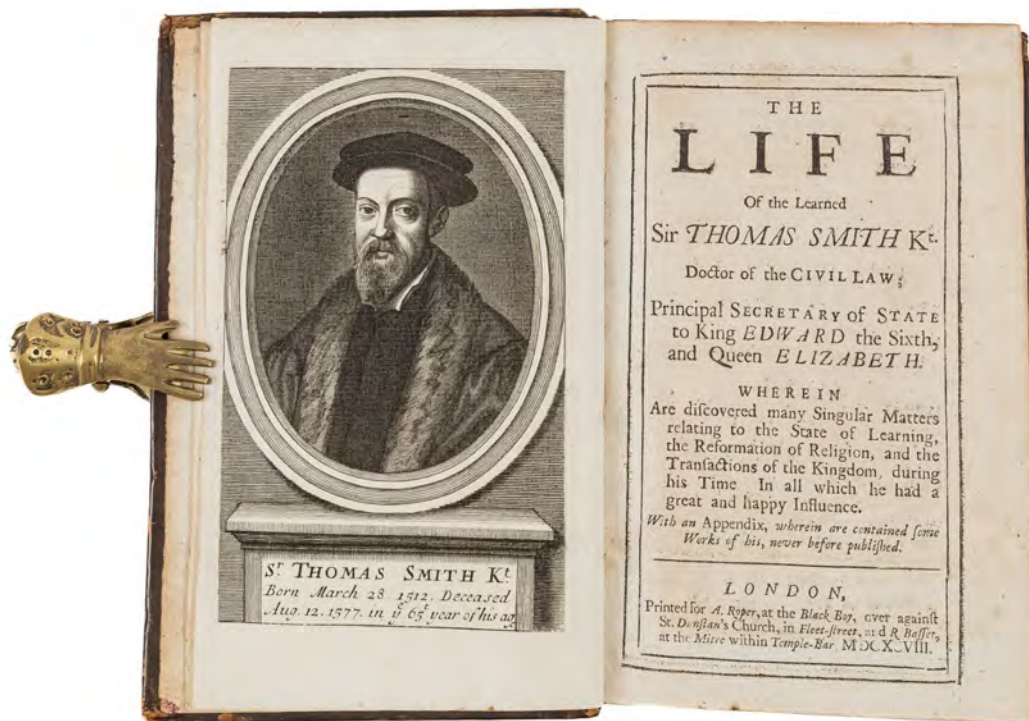 Sr. THOMAS SMITH Kt.
Born March 28 1512. Deceased
Aug. 12. 1577. in ye 65t year of his ag
THE
LIFE
Of the Learned
Sir THOMAS SMITH Kt.
Doctor of the CIVIL LAW;
Principal SECRETARY of STATE
to King EDWARD the Sixth,
and Queen ELIZABETH.
WHEREIN
Are diſcovered many Singular Matters
relating to the State of Learning,
the Reformation of Religion, and the
Tranſactions of the Kingdom, during
his Time In all which he had a
great and happy Influence.
With an Appendix, wherein are contained ſome
Works of his, never before publiſhed.
LONDON,
Printed for A. Roper, at the Black Boy, over againſt
St. Dunſtan's Church, in Fleet-ſtreet, and R Baſſet,
at the Mitre within Temple-Bar. MDCXCVIII.